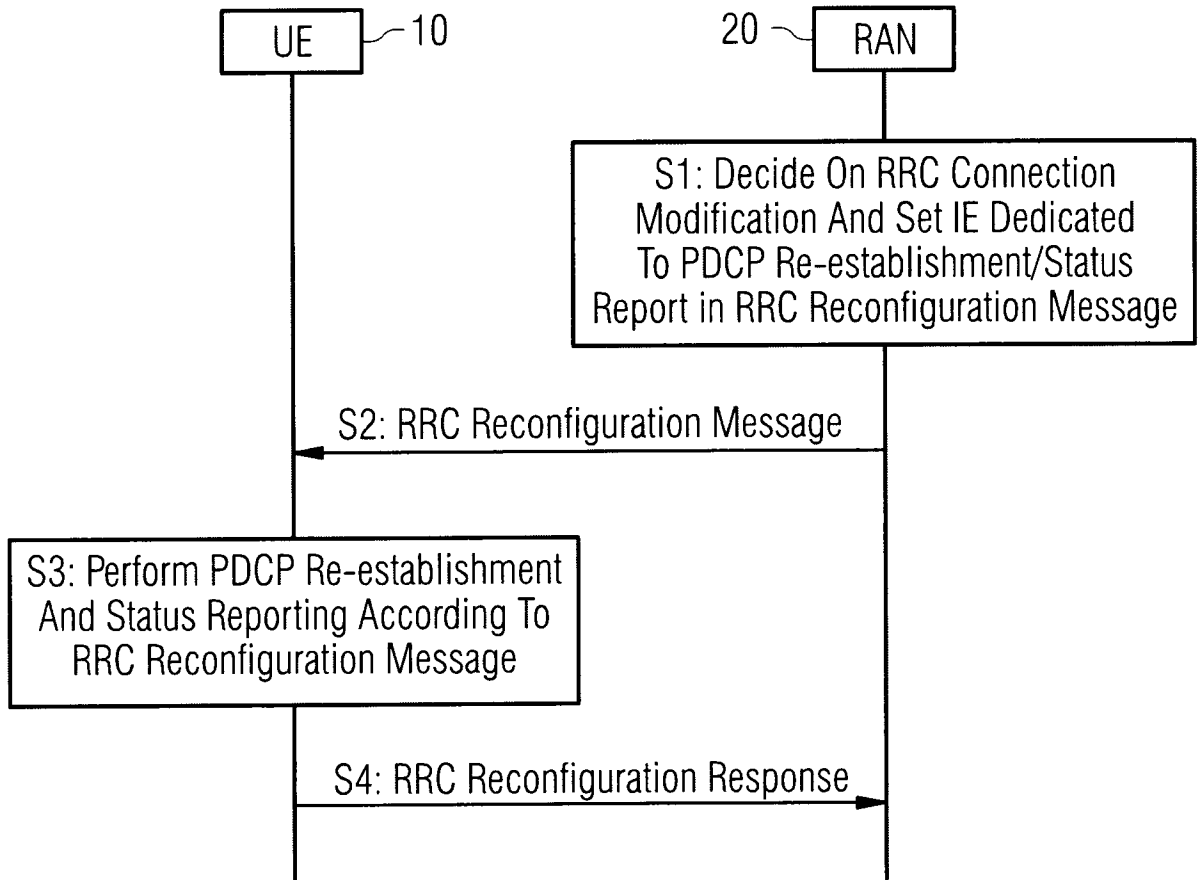 UE
10
20
RAN
S1: Decide On RRC Connection
Modification And Set IE Dedicated
To PDCP Re-establishment/Status
Report in RRC Reconfiguration Message
S2: RRC Reconfiguration Message
S3: Perform PDCP Re-establishment
And Status Reporting According To
RRC Reconfiguration Message
S4: RRC Reconfiguration Response